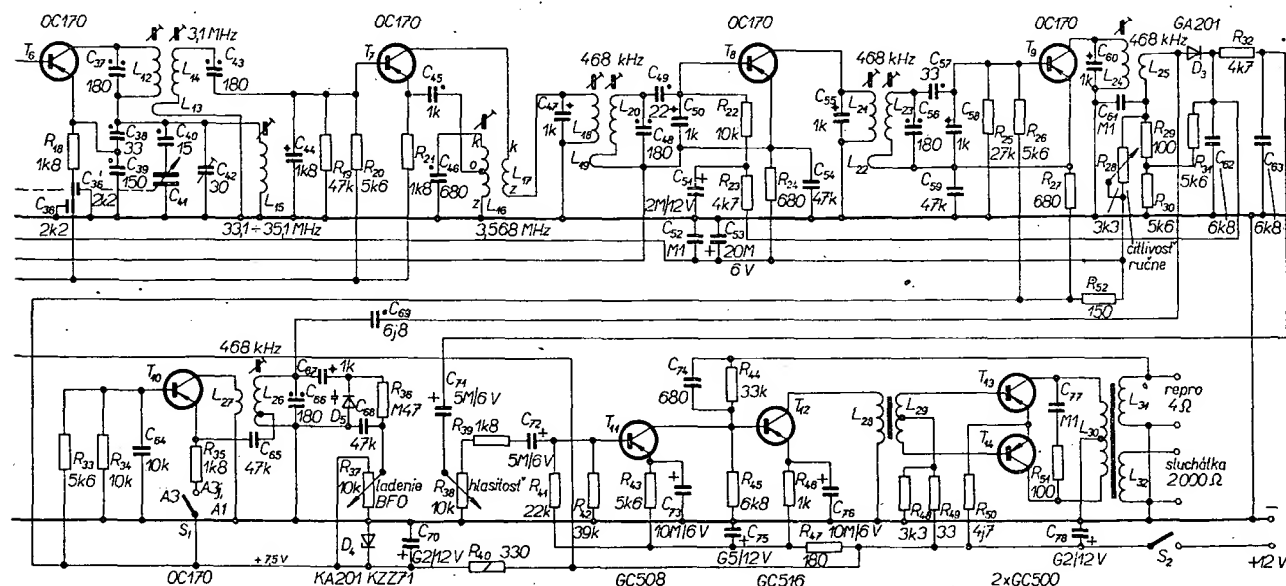 OC170 OC170 OC170 OC170 GA201
T6 C37 180 L12 L14 3,1 MHz C43 180 L13
T7 C45 1k 468 kHz C49 22 T8 468 kHz C57 33 T9 C60 1k 468 kHz L24 L25 D3 R32 4k7
R18 1k8 C38 33 C39 150 C40 15 C41 C42 30 L15 C44 1k8 R19 47k R20 5k6
R21 1k8 C46 680 k o z L16 k L17 z
C47 1k L18 L19 L20 C48 180 C50 1k R22 10k C51 2M/12V R23 4k7 R24 680 C54 47k
C55 1k L21 L22 L23 C56 180 C58 1k C59 47k R25 27k R26 5k6 R27 680
C61 M1 R28 3k3 R29 100 R30 5k6 R31 5k6 C62 6k8 C63 6k8
C36 2k2 C36' 2k2
33,1÷35,1 MHz
3,568 MHz
C52 M1 C53 20M 6V
citlivosť
ručne
R52 150
C69 6j8
468 kHz
T10 L27 L26 C66 180 C67 1k D5 C68 47k R36 M47
R33 5k6 R34 10k C64 10k R35 1k8 C65 47k
A3 A3j A1 S1
R37 10k
ladenie
BFO
C71 5M/6V R39 1k8 R38 10k
hlasitosť
C72 5M/6V R41 22k R42 39k
T11 R43 5k6 C73 10M/6V
C74 680 R44 33k R45 6k8 T12 R46 1k C76 10M/6V
L28 L29 R48 3k3 R49 33 R50 4j7
T13 T14 C77 M1 R51 100 L30 L31 L32
repro
4Ω
sluchátka
2000Ω
D4 C70 G2/12V R40 330 C75 G5/12V R47 180 C78 G2/12V S2
−
+
+7,5V
+12V
OC170 KA201 KZZ71 GC508 GC516 2xGC500